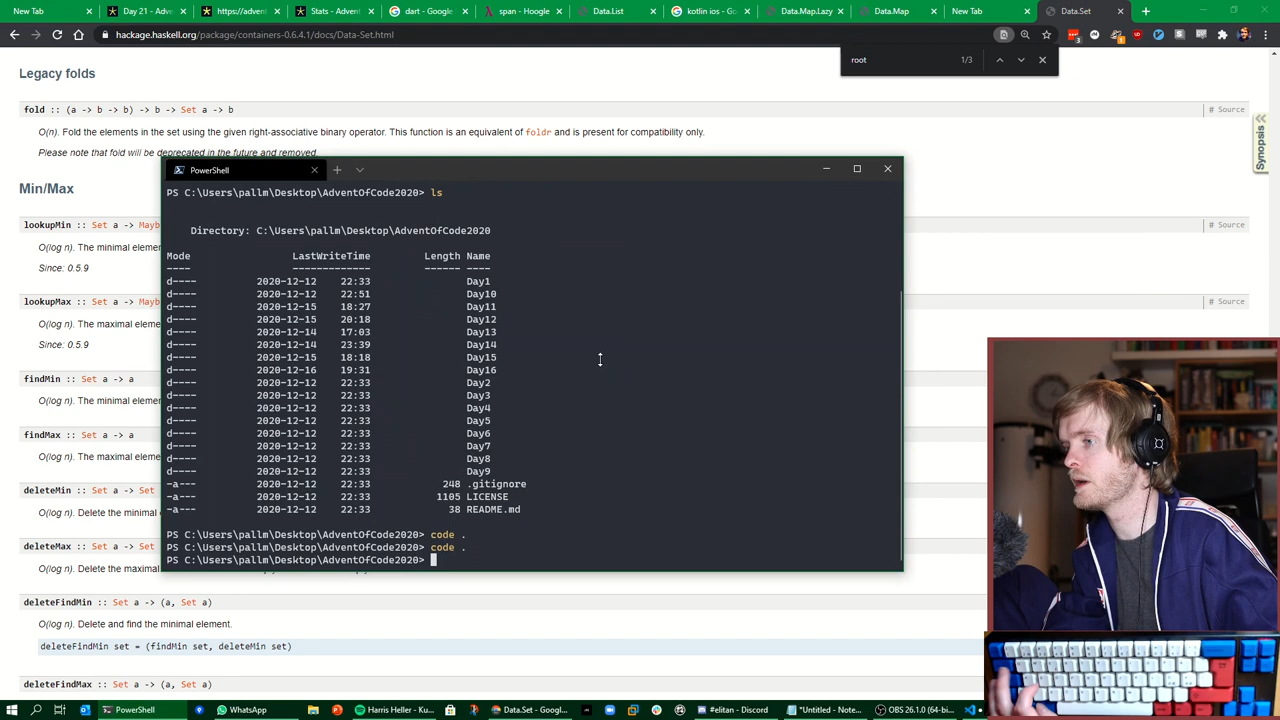 New Tab
Day 21 - Adve
https://advent
Stats - Advent
dart - Google
span - Hoogle
Data.List
kotlin ios - Goo
Data.Map.Lazy
Data.Map
New Tab
Data.Set
hackage.haskell.org/package/containers-0.6.4.1/docs/Data-Set.html
root
1/3
Legacy folds
fold :: (a -> b -> b) -> b -> Set a -> b
# Source
O(n). Fold the elements in the set using the given right-associative binary operator. This function is an equivalent of foldr and is present for compatibility only.
Please note that fold will be deprecated in the future and removed.
Synopsis
Min/Max
lookupMin :: Set a -> Mayb
# Source
O(log n). The minimal eleme
Since: 0.5.9
lookupMax :: Set a -> Mayb
# Source
O(log n). The maximal eleme
Since: 0.5.9
findMin :: Set a -> a
O(log n). The minimal eleme
findMax :: Set a -> a
O(log n). The maximal eleme
deleteMin :: Set a -> Set
O(log n). Delete the minimal
deleteMax :: Set a -> Set
O(log n). Delete the maximal
deleteFindMin :: Set a -> (a, Set a)
O(log n). Delete and find the minimal element.
deleteFindMin set = (findMin set, deleteMin set)
deleteFindMax :: Set a -> (a, Set a)
PowerShell
PS C:\Users\pallm\Desktop\AdventOfCode2020> ls
Directory: C:\Users\pallm\Desktop\AdventOfCode2020
Mode LastWriteTime Length Name
---- ------------- ------ ----
d---- 2020-12-12 22:33 Day1
d---- 2020-12-12 22:51 Day10
d---- 2020-12-15 18:27 Day11
d---- 2020-12-15 20:18 Day12
d---- 2020-12-14 17:03 Day13
d---- 2020-12-14 23:39 Day14
d---- 2020-12-15 18:18 Day15
d---- 2020-12-16 19:31 Day16
d---- 2020-12-12 22:33 Day2
d---- 2020-12-12 22:33 Day3
d---- 2020-12-12 22:33 Day4
d---- 2020-12-12 22:33 Day5
d---- 2020-12-12 22:33 Day6
d---- 2020-12-12 22:33 Day7
d---- 2020-12-12 22:33 Day8
d---- 2020-12-12 22:33 Day9
-a--- 2020-12-12 22:33 248 .gitignore
-a--- 2020-12-12 22:33 1105 LICENSE
-a--- 2020-12-12 22:33 38 README.md
PS C:\Users\pallm\Desktop\AdventOfCode2020> code .
PS C:\Users\pallm\Desktop\AdventOfCode2020> code .
PS C:\Users\pallm\Desktop\AdventOfCode2020>
PowerShell
WhatsApp
Harris Heller - Ku...
Data.Set - Googl...
#elitan - Discord
*Untitled - Note...
OBS 26.1.0 (64-bi...